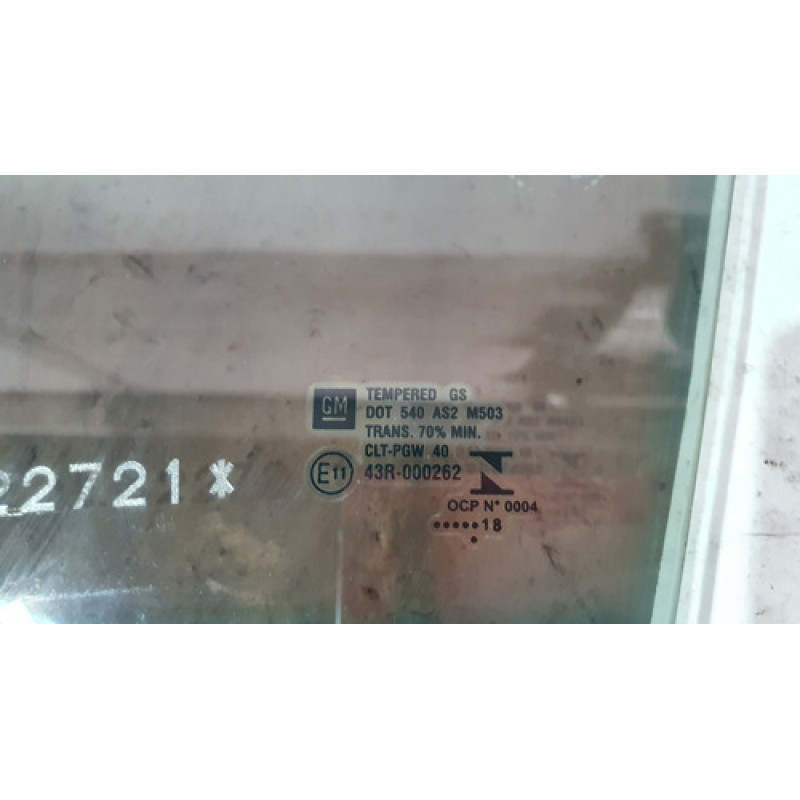 GM
TEMPERED GS
DOT 540 AS2 M503
TRANS. 70% MIN.
CLT-PGW 40
E11 43R-000262
OCP N° 0004
•••••18
•
22721*